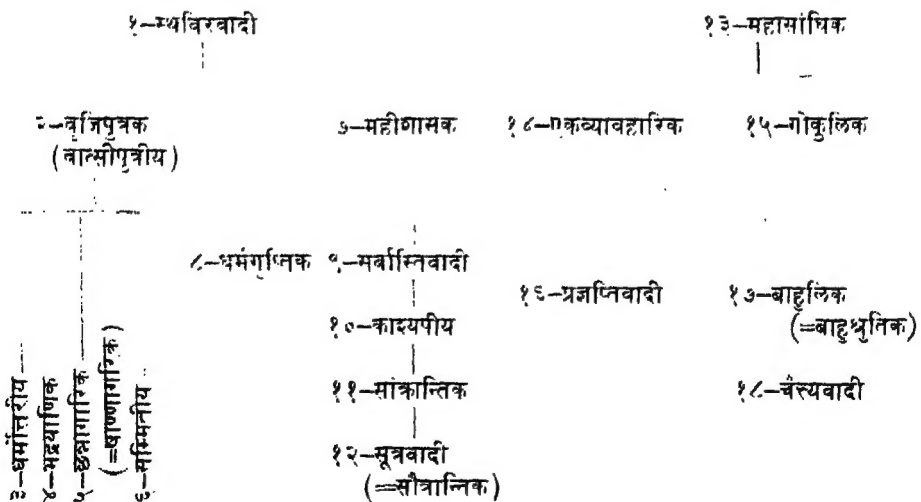 १—स्थविरवादी १३—महासांघिक
२—वृजिपुत्रक ७—महीशासक १४—एकव्यावहारिक १५—गोकुलिक
(वात्सीपुत्रीय)
८—धर्मगुप्तिक ९—सर्वास्तिवादी
१६—प्रज्ञप्तिवादी १७—बाहुलिक
(=बाहुश्रुतिक)
१०—काश्यपीय
११—सांक्रान्तिक १८—चैत्यवादी
१२—सूत्रवादी
(=सौत्रान्तिक)
३—धर्मोत्तरीय
४—भद्रयाणिक
५—छन्नागारिक
(=षाण्णागरिक)
६—सम्मितीय